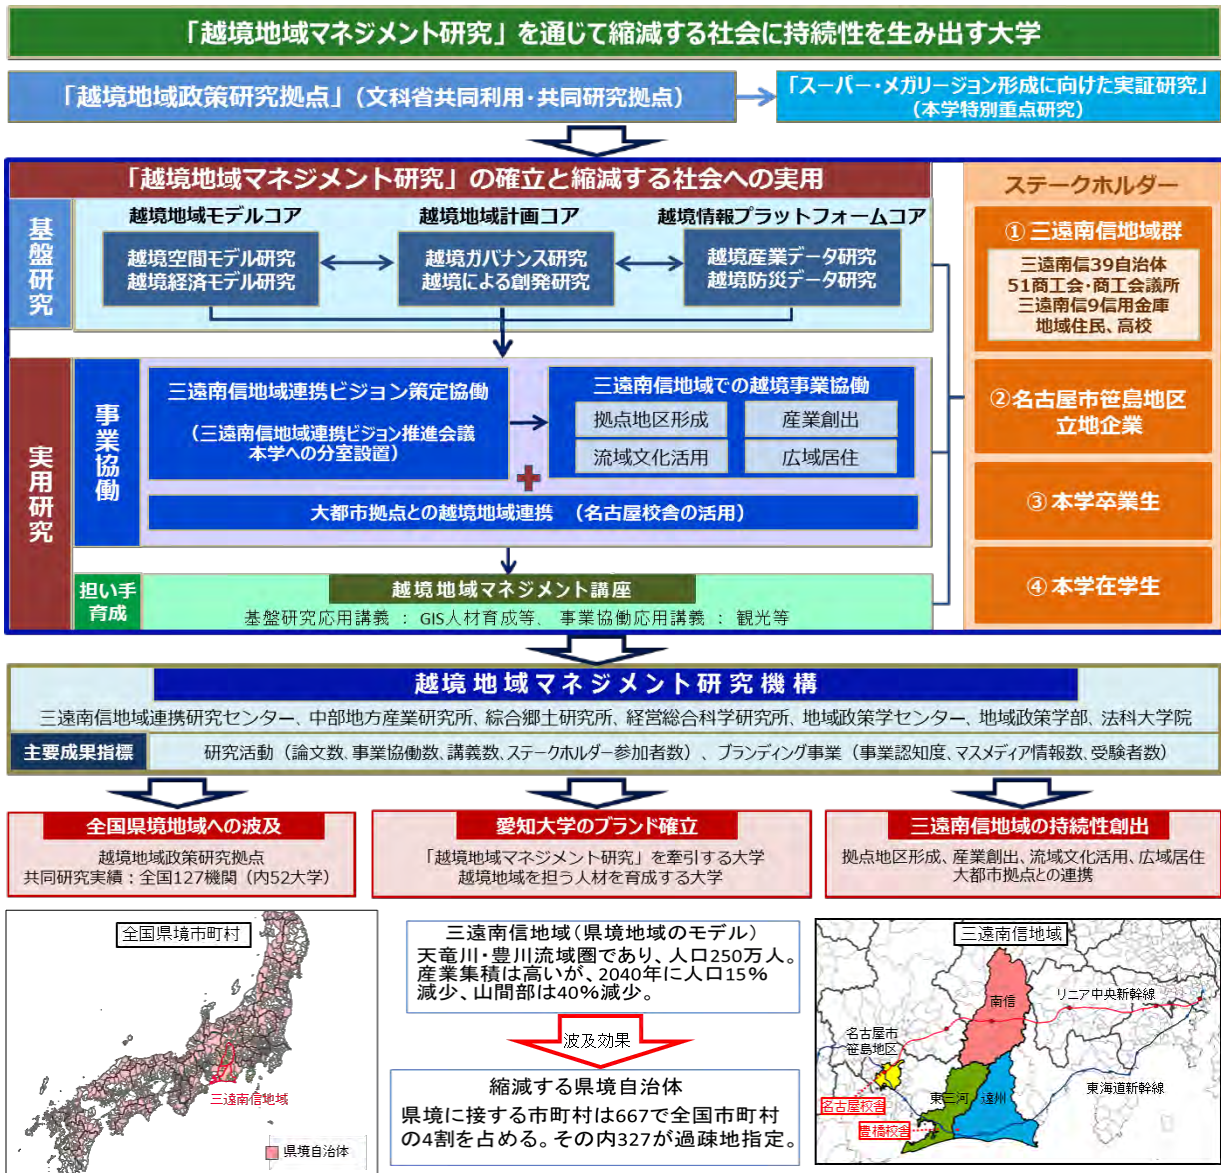 「越境地域マネジメント研究」を通じて縮減する社会に持続性を生み出す大学
「越境地域政策研究拠点」（文科省共同利用・共同研究拠点）
「スーパー・メガリージョン形成に向けた実証研究」
（本学特別重点研究）
「越境地域マネジメント研究」の確立と縮減する社会への実用
基盤研究
越境地域モデルコア
越境空間モデル研究
越境経済モデル研究
越境地域計画コア
越境ガバナンス研究
越境による創発研究
越境情報プラットフォームコア
越境産業データ研究
越境防災データ研究
実用研究
事業協働
三遠南信地域連携ビジョン策定協働
（三遠南信地域連携ビジョン推進会議
本学への分室設置）
三遠南信地域での越境事業協働
拠点地区形成
産業創出
流域文化活用
広域居住
大都市拠点との越境地域連携　（名古屋校舎の活用）
担い手
育成
越境地域マネジメント講座
基盤研究応用講義 ： GIS人材育成等、 事業協働応用講義 ： 観光等
ステークホルダー
①三遠南信地域群
三遠南信39自治体
51商工会・商工会議所
三遠南信9信用金庫
地域住民、高校
②名古屋市笹島地区
立地企業
③本学卒業生
④本学在学生
越境地域マネジメント研究機構
三遠南信地域連携研究センター、中部地方産業研究所、綜合郷土研究所、経営総合科学研究所、地域政策学センター、地域政策学部、法科大学院
主要成果指標
研究活動（論文数、事業協働数、講義数、ステークホルダー参加者数）、ブランディング事業（事業認知度、マスメディア情報数、受験者数）
全国県境地域への波及
越境地域政策研究拠点
共同研究実績：全国127機関（内52大学）
愛知大学のブランド確立
「越境地域マネジメント研究」を牽引する大学
越境地域を担う人材を育成する大学
三遠南信地域の持続性創出
拠点地区形成、産業創出、流域文化活用、広域居住
大都市拠点との連携
全国県境市町村
三遠南信地域
県境自治体
三遠南信地域（県境地域のモデル）
天竜川・豊川流域圏であり、人口250万人。
産業集積は高いが、2040年に人口15％
減少、山間部は40％減少。
波及効果
縮減する県境自治体
県境に接する市町村は667で全国市町村
の4割を占める。その内327が過疎地指定。
三遠南信地域
南信
リニア中央新幹線
名古屋市
笹島地区
東海道新幹線
名古屋校舎
東三河
遠州
豊橋校舎